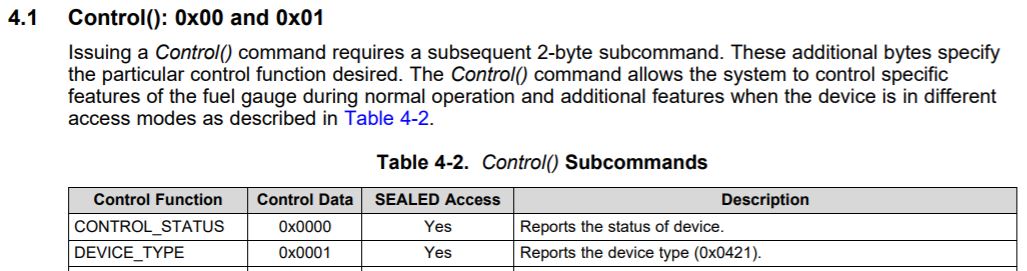 4.1 Control(): 0x00 and 0x01
Issuing a Control() command requires a subsequent 2-byte subcommand. These additional bytes specify
the particular control function desired. The Control() command allows the system to control specific
features of the fuel gauge during normal operation and additional features when the device is in different
access modes as described in Table 4-2.
Table 4-2. Control() Subcommands
Control Function Control Data SEALED Access Description
CONTROL_STATUS 0x0000 Yes Reports the status of device.
DEVICE_TYPE 0x0001 Yes Reports the device type (0x0421).